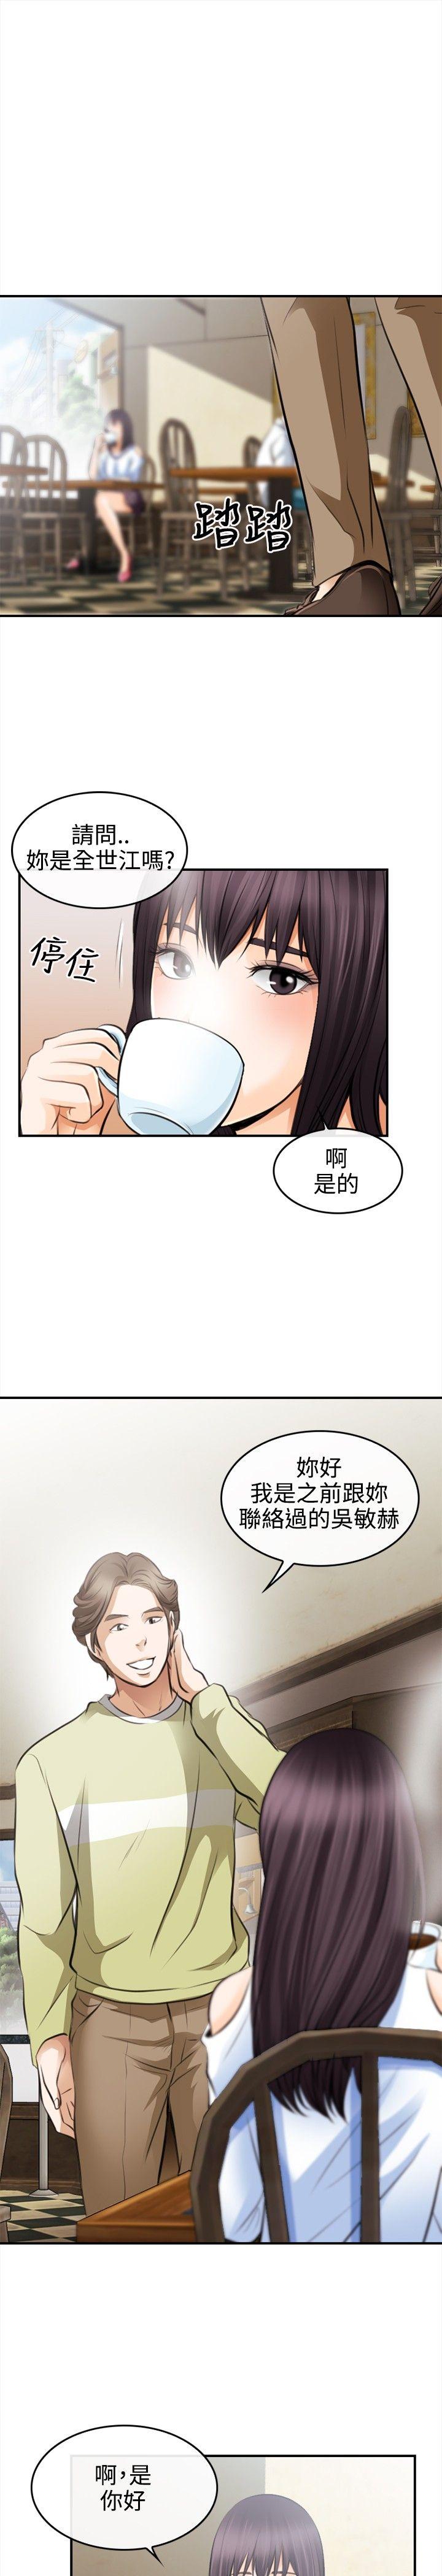 踏踏
請問..
妳是全世江嗎?
停住
啊
是的
妳好
我是之前跟妳
聯絡過的吳敏赫
啊,是
你好